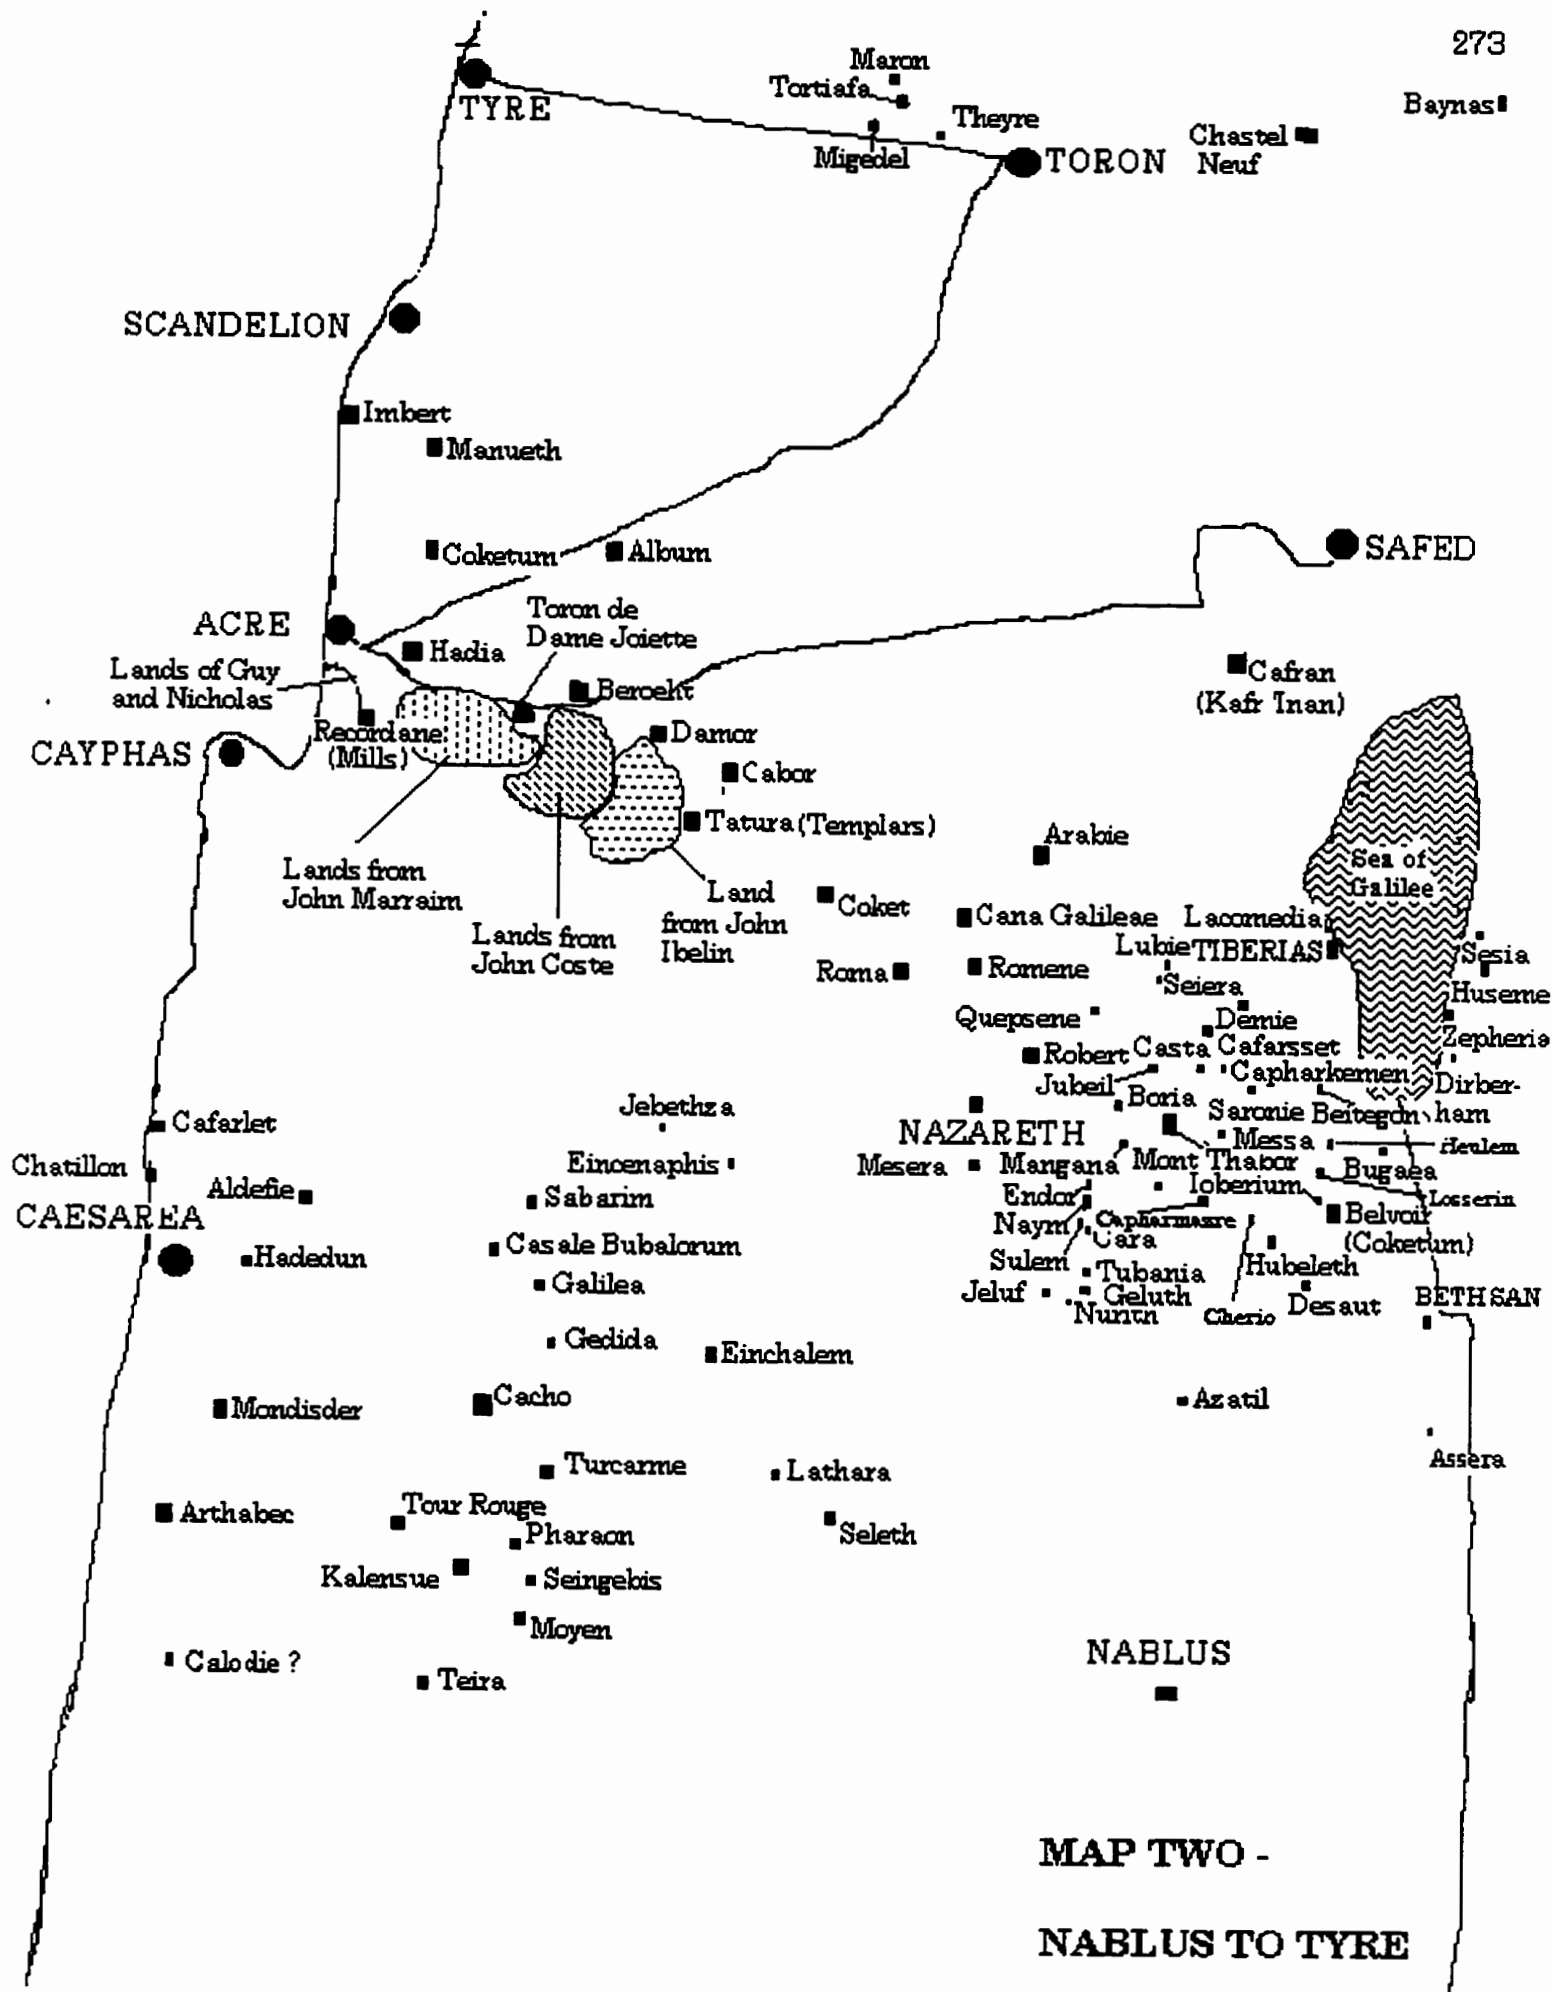 273
Maron
Tortiafa
Baynas
TYRE
Theyre
Chastel
Neuf
Migedel
TORON
SCANDELION
Imbert
Manueth
Coketum
Album
SAFED
ACRE
Toron de
Dame Joiette
Hadia
Lands of Guy
and Nicholas
Cafran
(Kafr 'Inan)
Beroeht
Recordane
(Mills)
Damor
CAYPHAS
Cabor
Tatura (Templars)
Arabie
Sea of
Galilee
Lands from
John Marraim
Land
from John
Ibelin
Coket
Cana Galileae
Lacomedia
Lands from
John Coste
Lubie
TIBERIAS
Sesia
Roma
Romene
Seiera
Huseme
Quepsene
Demie
Zepheria
Robert
Casta
Cafarsset
Jubeil
Capharkemen
Dirber-
ham
Boria
Saronie
Beitegon
Jebethza
Cafarlet
NAZARETH
Messa
Heulem
Chatillon
Eincenaphis
Mesera
Mangana
Mont Thabor
Bugaea
Aldefie
Sabarim
Endor
Ioberium
Losserin
CAESAREA
Naym
Capharmazre
Belvoir
(Coketum)
Cara
Casale Bubalorum
Hadedun
Sulem
Tubania
Hubeleth
Galilea
Jeluf
Geluth
Desaut
BETHSAN
Nurith
Cherio
Gedida
Einchalem
Mondisder
Cacho
Azatil
Turcarme
Lathara
Assera
Arthabec
Tour Rouge
Pharaon
Seleth
Kalensue
Seingebis
Moyen
Calodie ?
Teira
NABLUS
MAP TWO -
NABLUS TO TYRE